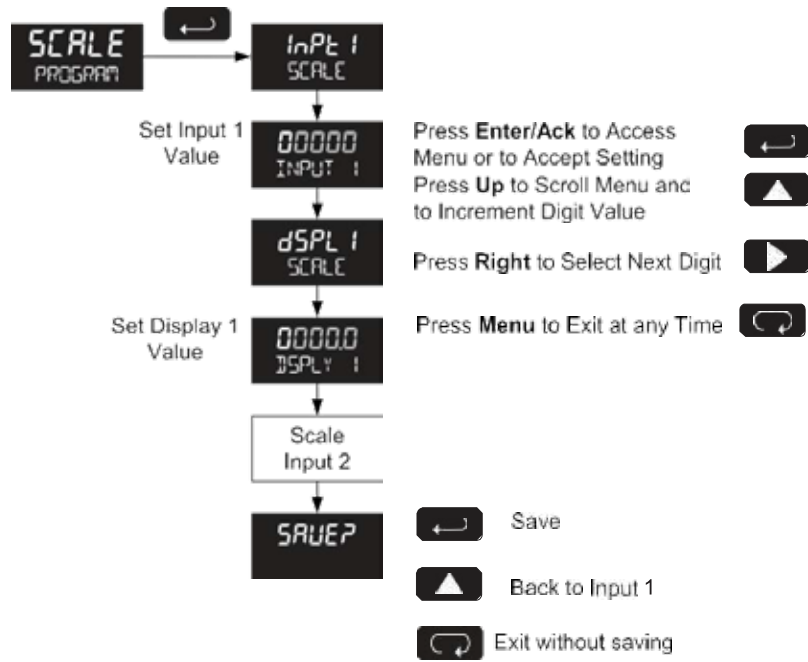 SCALE
PROGRAM
InPt 1
SCALE
Set Input 1
Value
00000
INPUT 1
Press Enter/Ack to Access
Menu or to Accept Setting
Press Up to Scroll Menu and
to Increment Digit Value
dSPL 1
SCALE
Press Right to Select Next Digit
Set Display 1
Value
0000.0
DSPLY 1
Press Menu to Exit at any Time
Scale
Input 2
SAVE?
Save
Back to Input 1
Exit without saving